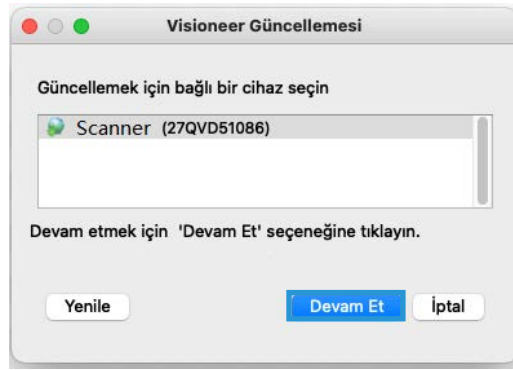 Visioneer Güncellemesi
Güncellemek için bağlı bir cihaz seçin
Scanner (27QVD51086)
Devam etmek için 'Devam Et' seçeneğine tıklayın.
Yenile
Devam Et
İptal